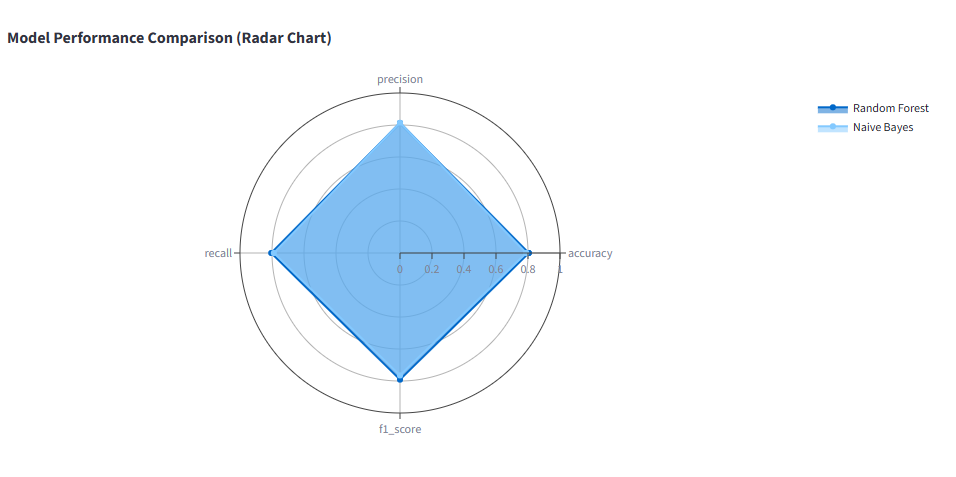 Model Performance Comparison (Radar Chart)
precision
Random Forest
Naive Bayes
recall
accuracy
0 0.2 0.4 0.6 0.8 1
f1_score